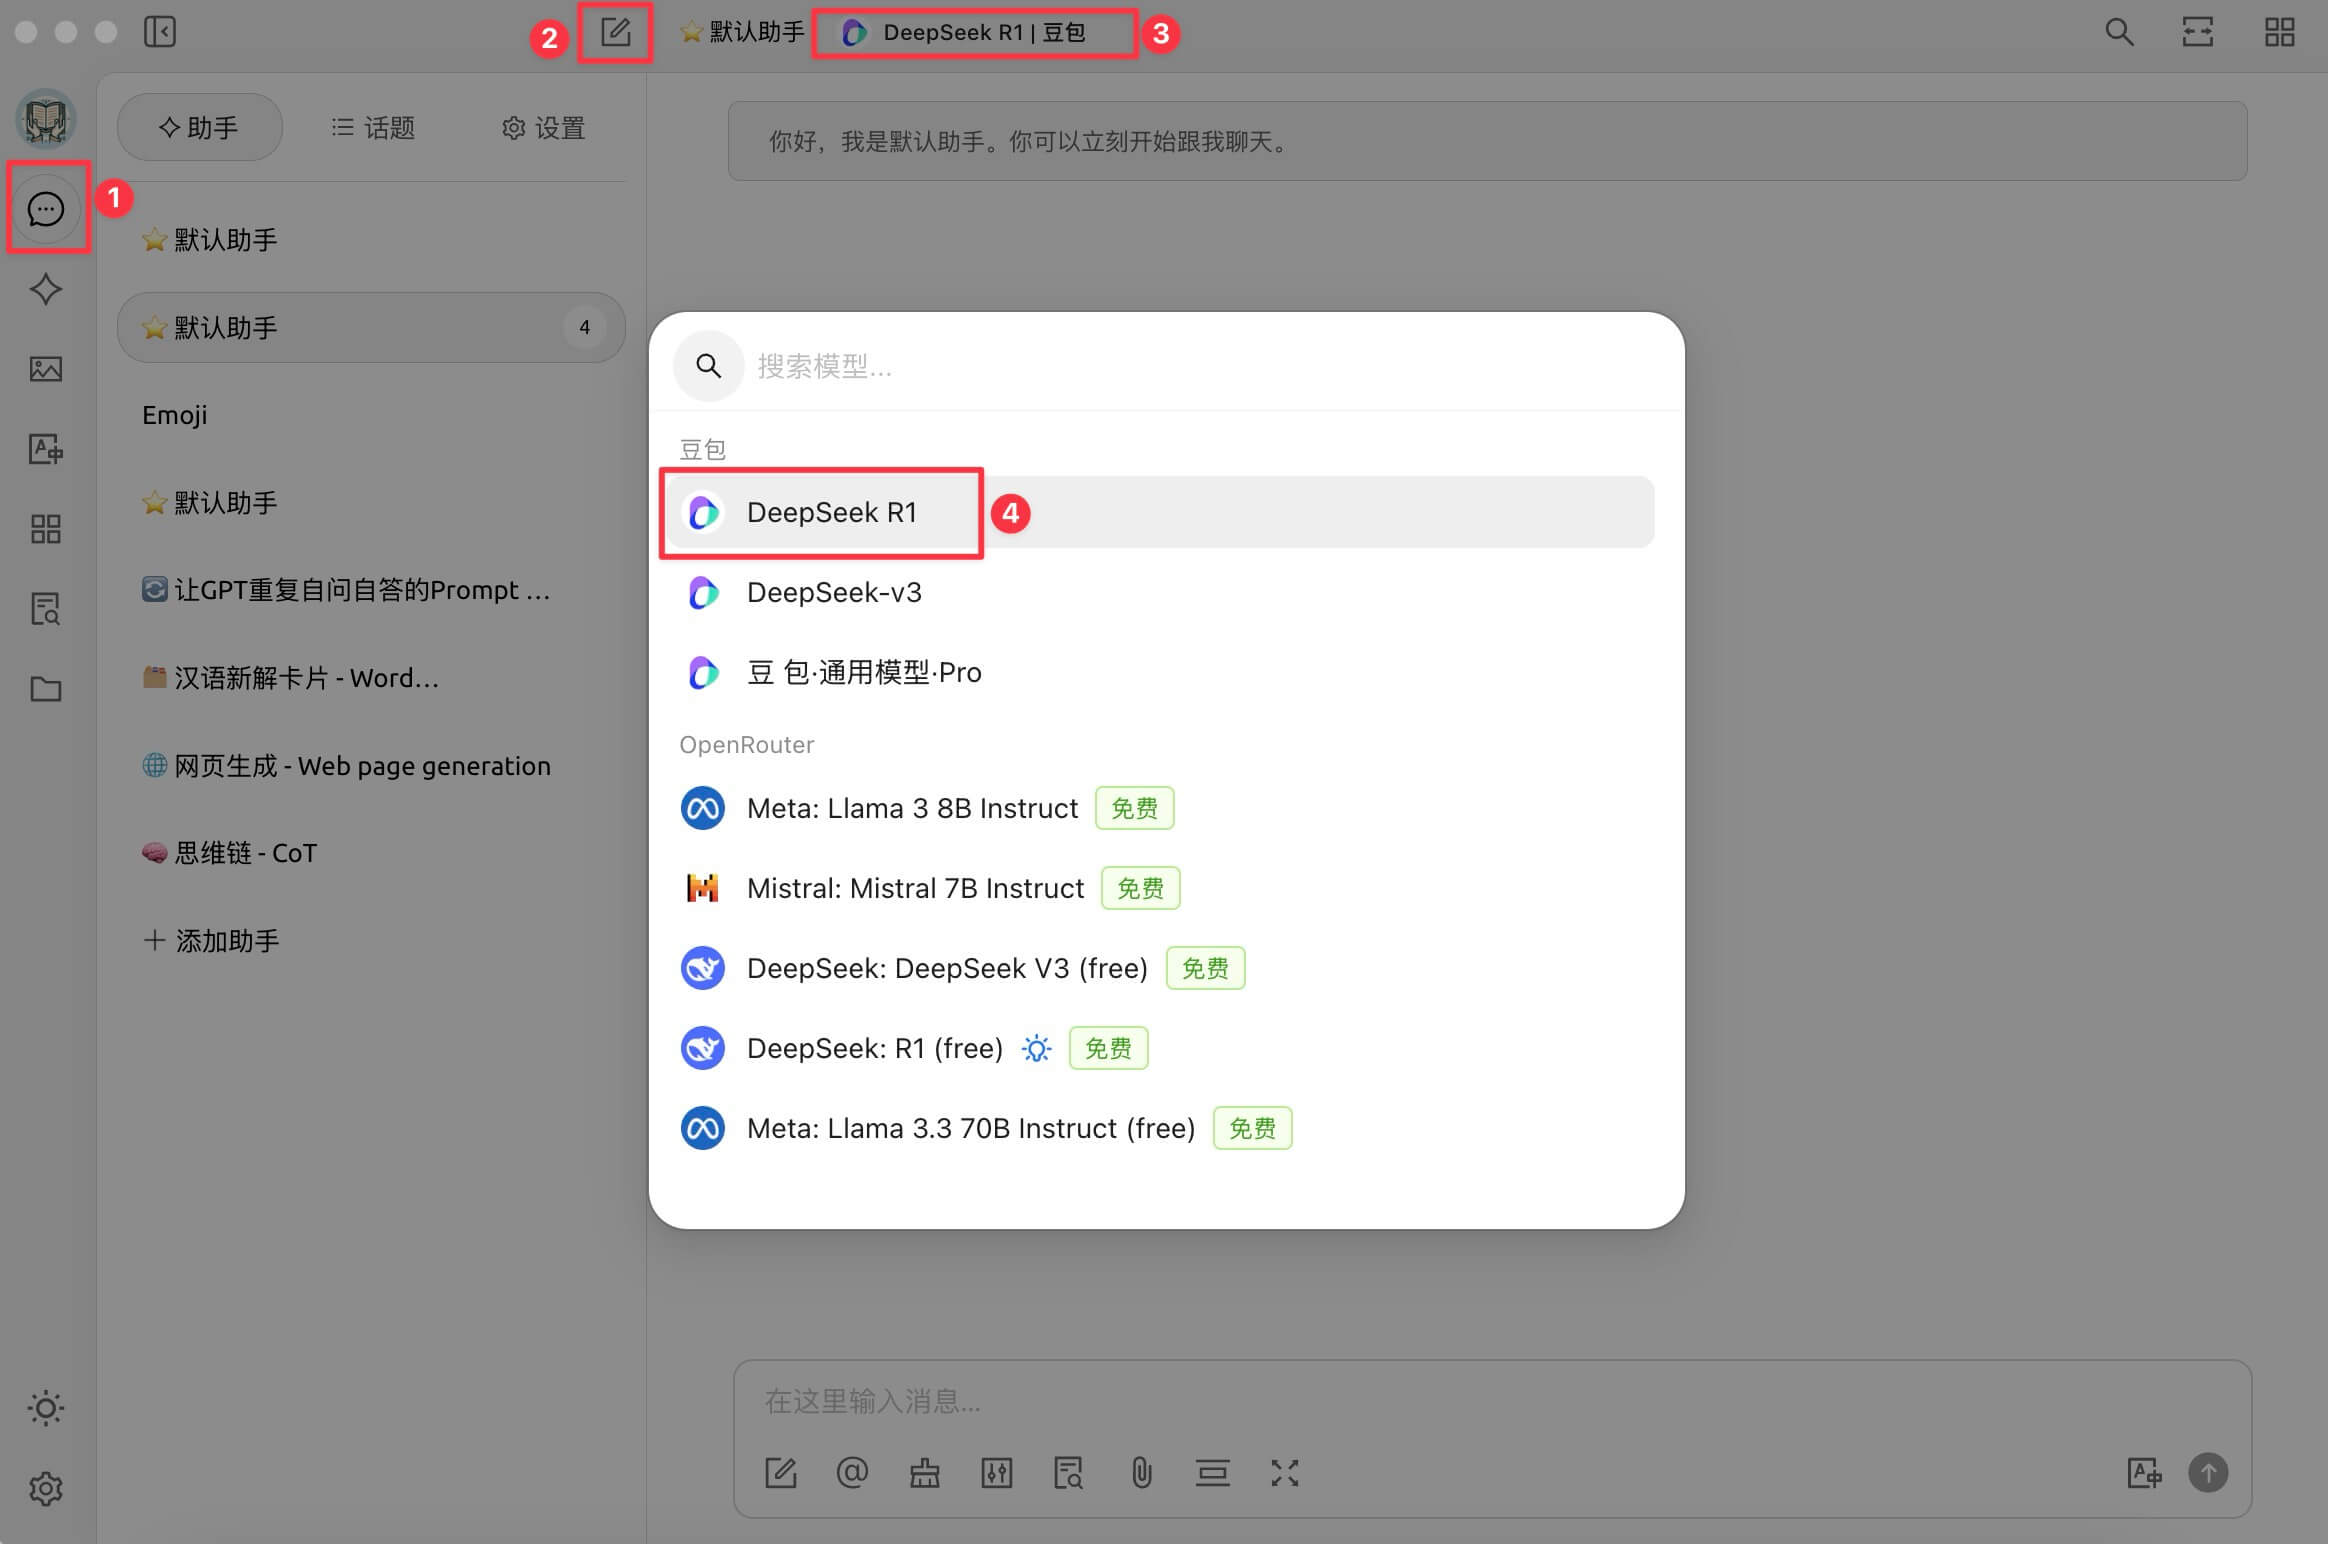 2
⭐默认助手
DeepSeek R1 | 豆包
3
助手
话题
设置
1
⭐默认助手
⭐默认助手
4
Emoji
⭐默认助手
🔄让GPT重复自问自答的Prompt ...
🗂️汉语新解卡片 - Word...
🌐网页生成 - Web page generation
🧠思维链 - CoT
添加助手
你好，我是默认助手。你可以立刻开始跟我聊天。
搜索模型...
豆包
DeepSeek R1
4
DeepSeek-v3
豆 包·通用模型·Pro
OpenRouter
Meta: Llama 3 8B Instruct 免费
Mistral: Mistral 7B Instruct 免费
DeepSeek: DeepSeek V3 (free) 免费
DeepSeek: R1 (free) 免费
Meta: Llama 3.3 70B Instruct (free) 免费
在这里输入消息...